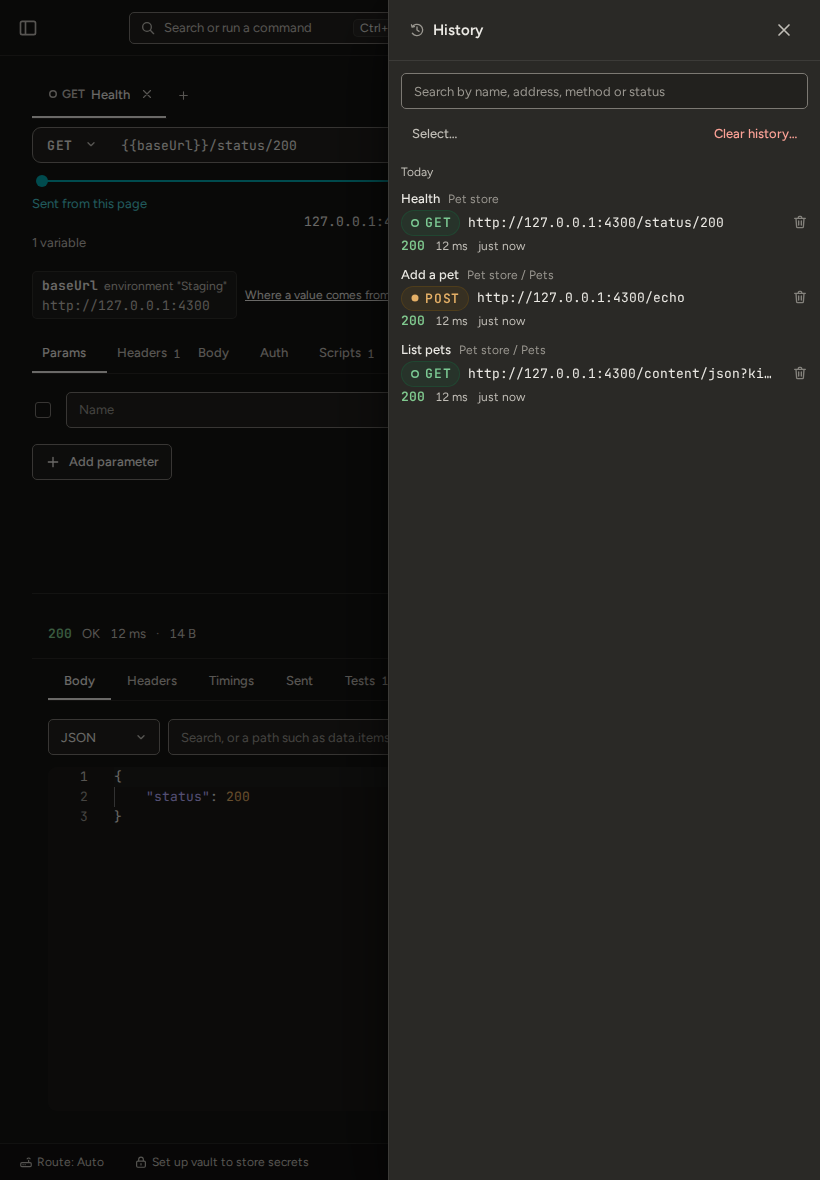 Search or run a command Ctrl+
GET Health
GET {{baseUrl}}/status/200
Sent from this page
127.0.0.1:4
1 variable
baseUrl environment "Staging"
http://127.0.0.1:4300
Where a value comes from
Params Headers 1 Body Auth Scripts 1
Name
Add parameter
200 OK 12 ms · 14 B
Body Headers Timings Sent Tests 1
JSON Search, or a path such as data.items
1 {
2 "status": 200
3 }
Route: Auto Set up vault to store secrets
History
Search by name, address, method or status
Select... Clear history...
Today
Health Pet store
GET http://127.0.0.1:4300/status/200
200 12 ms just now
Add a pet Pet store / Pets
POST http://127.0.0.1:4300/echo
200 12 ms just now
List pets Pet store / Pets
GET http://127.0.0.1:4300/content/json?ki…
200 12 ms just now